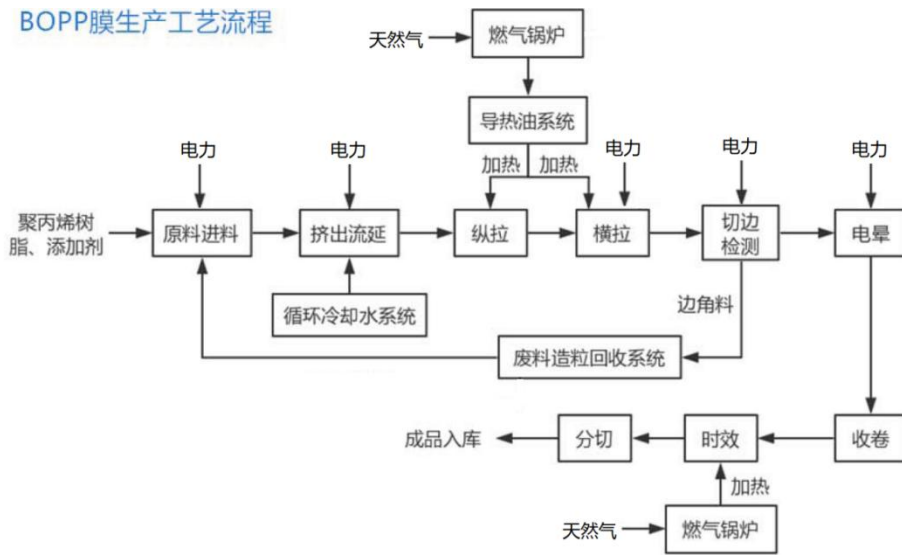 BOPP膜生产工艺流程
天然气
燃气锅炉
导热油系统
电力
电力
加热
加热
电力
电力
电力
聚丙烯树
脂、添加剂
原料进料
挤出流延
纵拉
横拉
切边
检测
电晕
循环冷却水系统
边角料
废料造粒回收系统
成品入库
分切
时效
收卷
加热
天然气
燃气锅炉